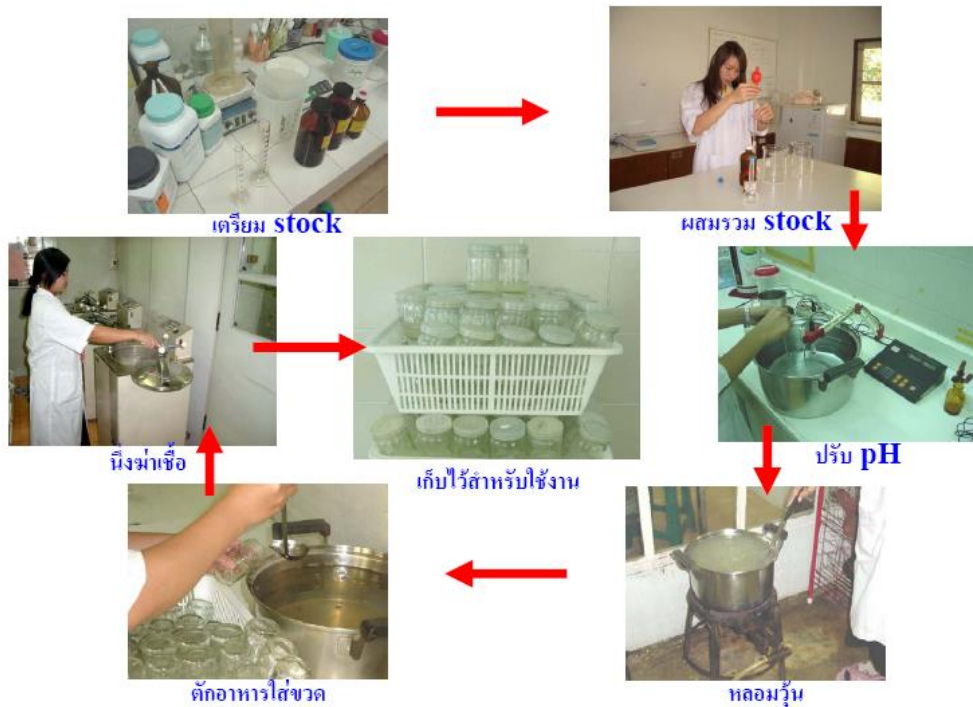 เตรียม stock
ผสมรวม stock
ปรับ pH
หลอมวุ้น
ตักอาหารใส่ขวด
นึ่งฆ่าเชื้อ
เก็บไว้สำหรับใช้งาน